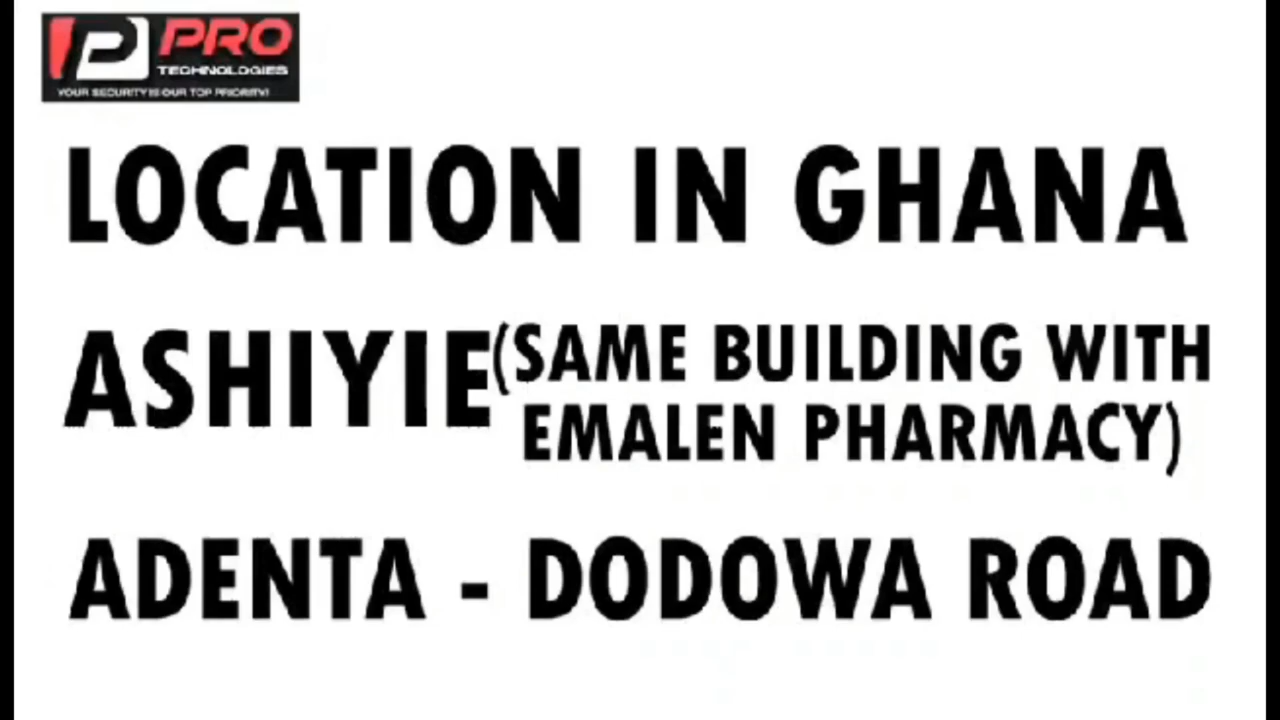 PRO
TECHNOLOGIES
YOUR SECURITY IS OUR TOP PRIORITY!
LOCATION IN GHANA
ASHIYIE (SAME BUILDING WITH
EMALEN PHARMACY)
ADENTA - DODOWA ROAD